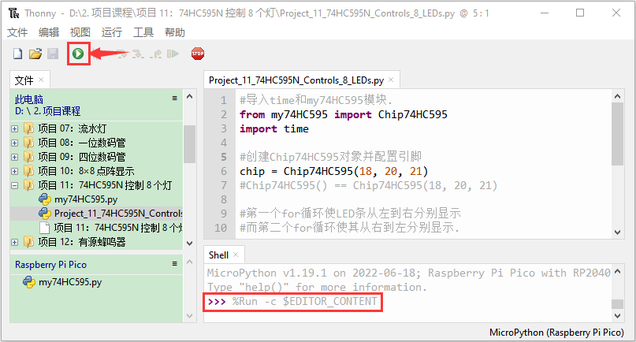 Thonny - D:\2. 项目课程\项目 11：74HC595N 控制 8 个灯\Project_11_74HC595N_Controls_8_LEDs.py @ 5 : 1
文件 编辑 视图 运行 工具 帮助
STOP
文件
此电脑
D: \ 2. 项目课程
项目 07：流水灯
项目 08：一位数码管
项目 09：四位数码管
项目 10：8×8 点阵显示
项目 11：74HC595N 控制 8 个灯
my74HC595.py
Project_11_74HC595N_Controls
项目 11：74HC595N 控制 8 个灯
项目 12：有源蜂鸣器
Raspberry Pi Pico
my74HC595.py
Project_11_74HC595N_Controls_8_LEDs.py
1 #导入time和my74HC595模块.
2 from my74HC595 import Chip74HC595
3 import time
4
5 #创建Chip74HC595对象并配置引脚
6 chip = Chip74HC595(18, 20, 21)
7 #Chip74HC595() == Chip74HC595(18, 20, 21)
8
9 #第一个for循环使LED条从左到右分别显示
10 #而第二个for循环使其从右到左分别显示.
Shell
MicroPython v1.19.1 on 2022-06-18; Raspberry Pi Pico with RP2040
Type "help()" for more information.
>>> %Run -c $EDITOR_CONTENT
MicroPython (Raspberry Pi Pico)